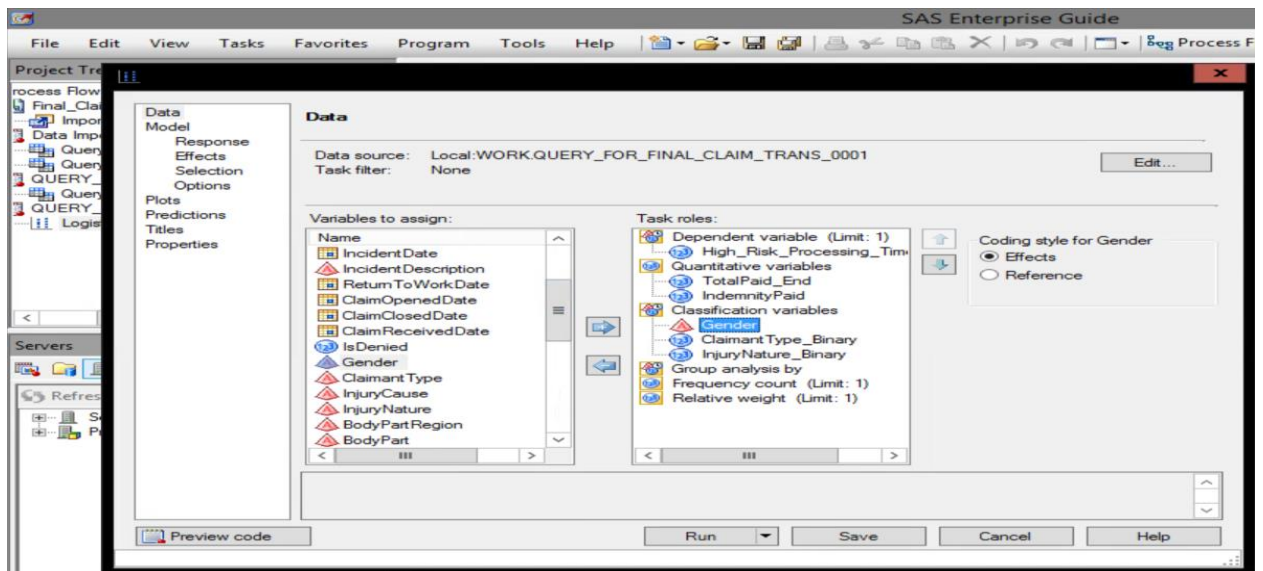 SAS Enterprise Guide
File Edit View Tasks Favorites Program Tools Help Process F
Project Tre
rocess Flow
Final_Clai
Impor
Data Impo
Query
Query
QUERY_
Query
QUERY_
Logis
Servers
Refres
S
P
Data
Model
Response
Effects
Selection
Options
Plots
Predictions
Titles
Properties
Data
Data source: Local:WORK.QUERY_FOR_FINAL_CLAIM_TRANS_0001
Task filter: None
Edit...
Variables to assign:
Name
IncidentDate
IncidentDescription
ReturnToWorkDate
ClaimOpenedDate
ClaimClosedDate
ClaimReceivedDate
IsDenied
Gender
ClaimantType
InjuryCause
InjuryNature
BodyPartRegion
BodyPart
Task roles:
Dependent variable (Limit: 1)
High_Risk_Processing_Tim
Quantitative variables
TotalPaid_End
IndemnityPaid
Classification variables
Gender
ClaimantType_Binary
InjuryNature_Binary
Group analysis by
Frequency count (Limit: 1)
Relative weight (Limit: 1)
Coding style for Gender
Effects
Reference
Preview code
Run Save Cancel Help